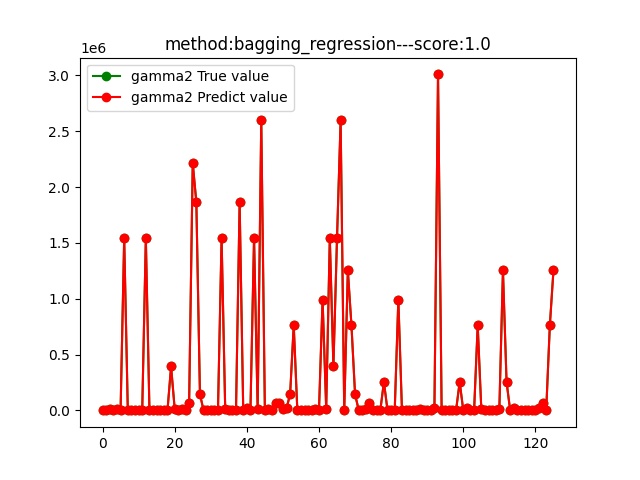 method:bagging_regression---score:1.0
1e6
gamma2 True value
gamma2 Predict value
3.0
2.5
2.0
1.5
1.0
0.5
0.0
0 20 40 60 80 100 120